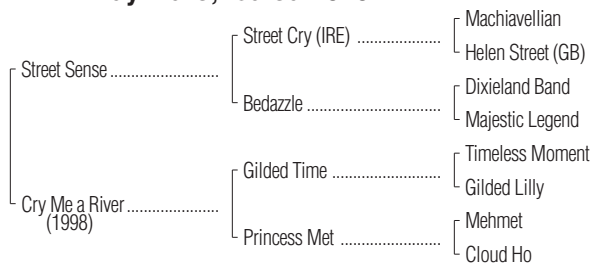 Street Sense
Cry Me a River
(1998)
Street Cry (IRE)
Bedazzle
Gilded Time
Princess Met
Machiavellian
Helen Street (GB)
Dixieland Band
Majestic Legend
Timeless Moment
Gilded Lilly
Mehmet
Cloud Ho